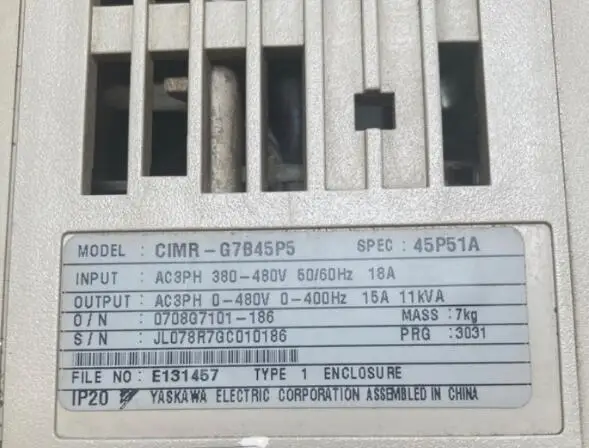 MODEL : CIMR-G7B45P5 SPEC : 45P51A
INPUT : AC3PH 380-480V 50/60Hz 18A
OUTPUT : AC3PH 0-480V 0-400Hz 15A 11kVA
O/N : 0708G7101-186 MASS : 7kg
S/N : JL078R7GC010186 PRG : 3031
FILE NO : E131457 TYPE 1 ENCLOSURE
IP20 YASKAWA ELECTRIC CORPORATION ASSEMBLED IN CHINA